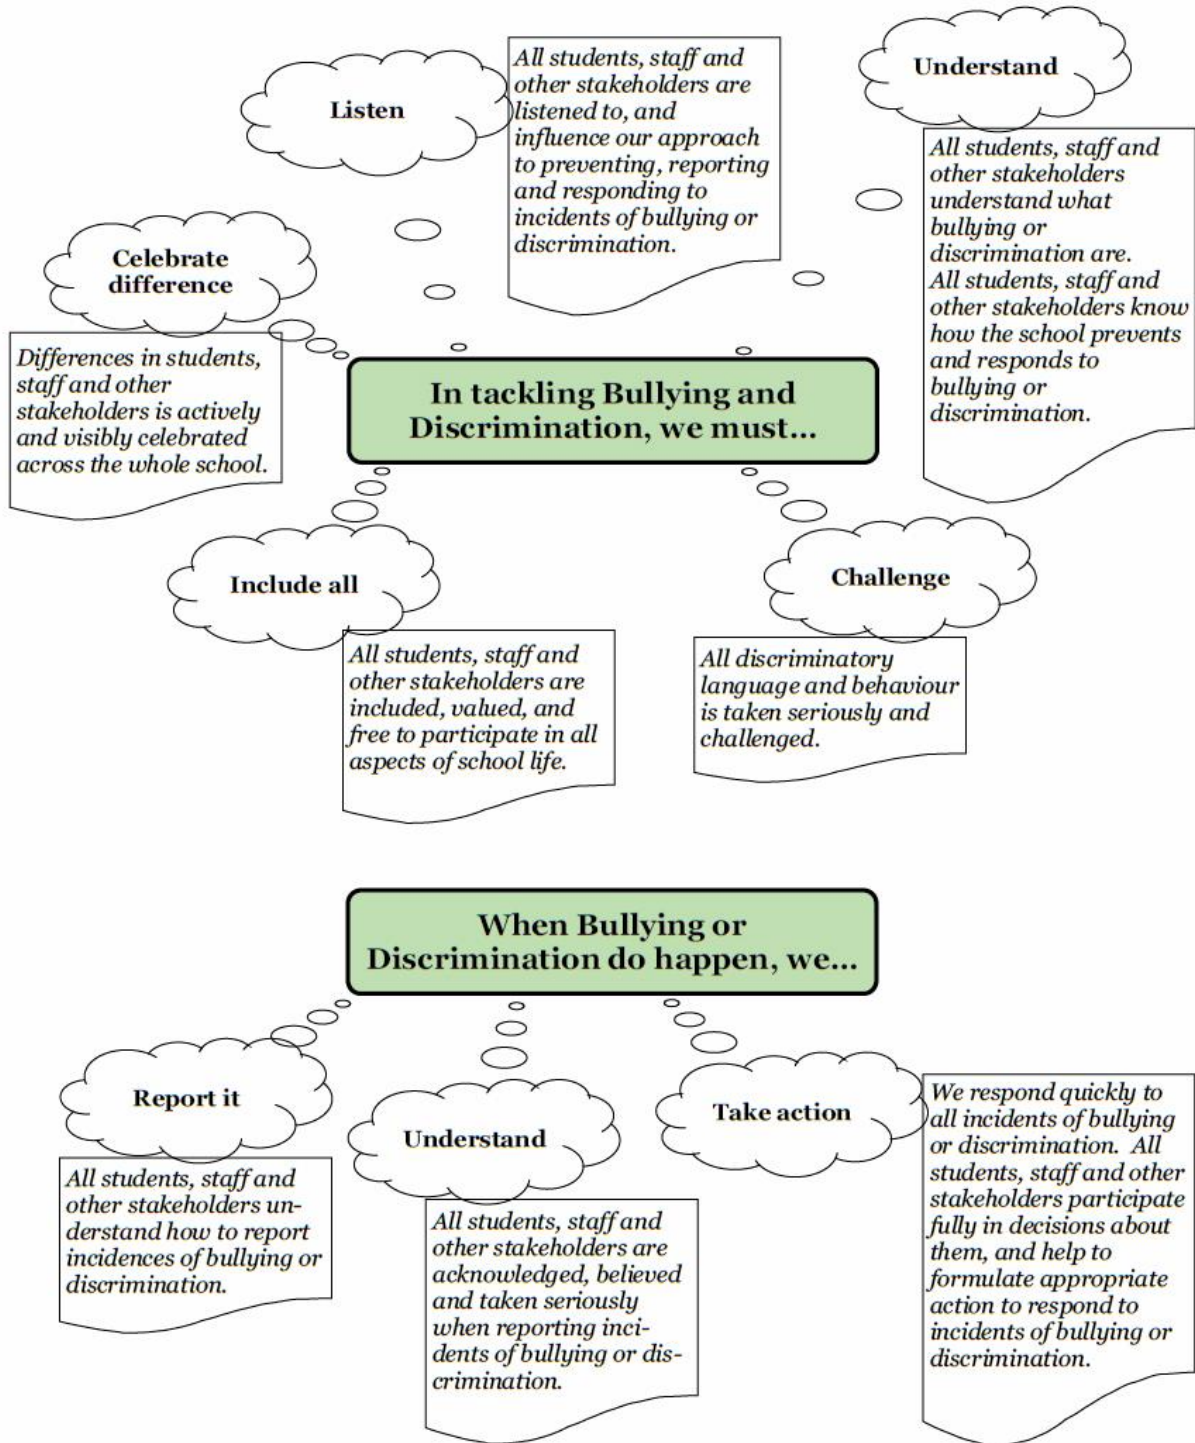 Listen
All students, staff and
other stakeholders are
listened to, and
influence our approach
to preventing, reporting
and responding to
incidents of bullying or
discrimination.
Understand
All students, staff and
other stakeholders
understand what
bullying or
discrimination are.
All students, staff and
other stakeholders know
how the school prevents
and responds to
bullying or
discrimination.
Celebrate
difference
Differences in students,
staff and other
stakeholders is actively
and visibly celebrated
across the whole school.
In tackling Bullying and
Discrimination, we must...
Include all
All students, staff and
other stakeholders are
included, valued, and
free to participate in all
aspects of school life.
Challenge
All discriminatory
language and behaviour
is taken seriously and
challenged.
When Bullying or
Discrimination do happen, we...
Report it
All students, staff and
other stakeholders un-
derstand how to report
incidences of bullying or
discrimination.
Understand
All students, staff and
other stakeholders are
acknowledged, believed
and taken seriously
when reporting inci-
dents of bullying or dis-
crimination.
Take action
We respond quickly to
all incidents of bullying
or discrimination.  All
students, staff and other
stakeholders participate
fully in decisions about
them, and help to
formulate appropriate
action to respond to
incidents of bullying or
discrimination.